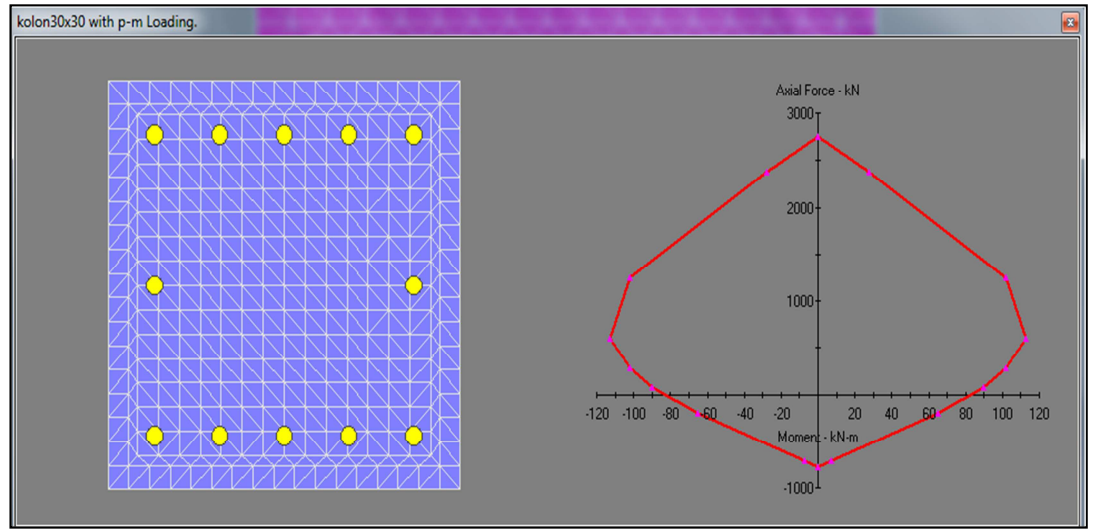 kolon30x30 with p-m Loading.
x
Axial Force - kN
3000
2000
1000
-120 -100 -80 -60 -40 -20 20 40 60 80 100 120
Moment - kN-m
-1000